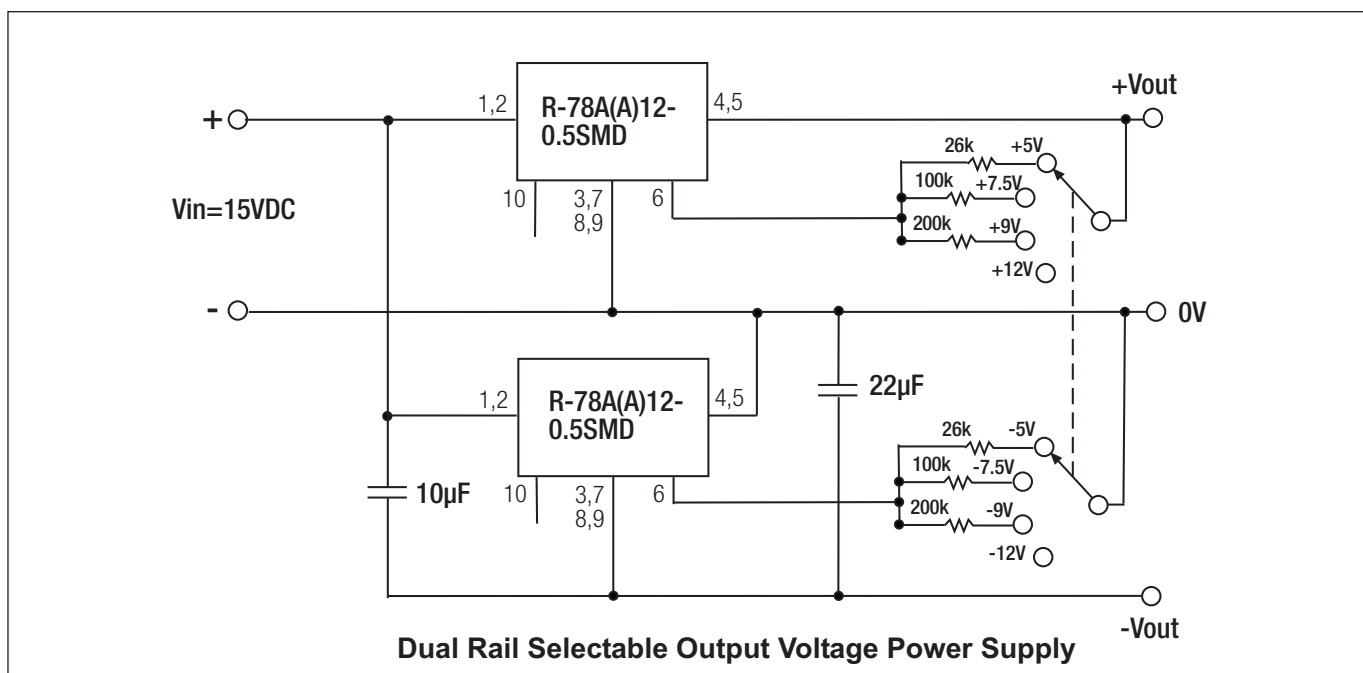 +Vout
1,2
R-78A(A)12-
0.5SMD
4,5
+
26k
+5V
100k
+7.5V
200k
+9V
+12V
Vin=15VDC
10
3,7
8,9
6
-
0V
1,2
R-78A(A)12-
0.5SMD
4,5
22µF
26k
-5V
100k
-7.5V
200k
-9V
-12V
10µF
10
3,7
8,9
6
-Vout
Dual Rail Selectable Output Voltage Power Supply